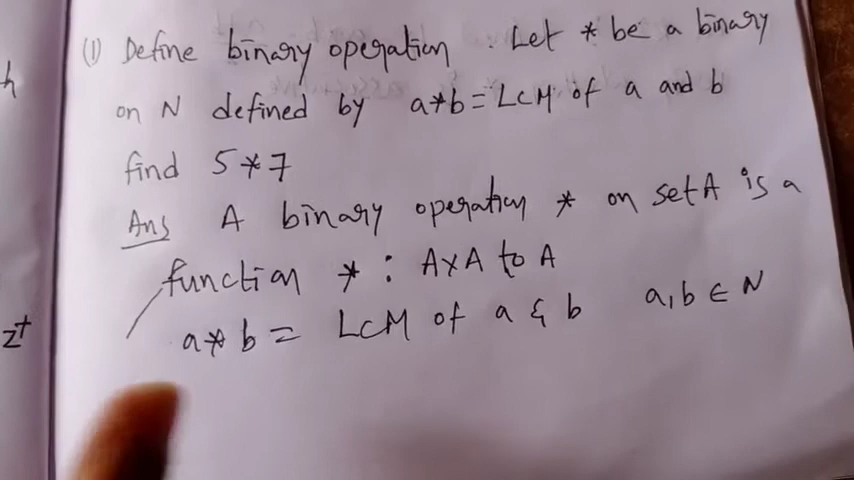 (1) Define binary operation : Let * be a binary
on N defined by a*b = LCM of a and b
find 5*7
Ans A binary operation * on set A is a
function * : A×A to A
a*b = LCM of a & b a,b ∈ N
h
z+